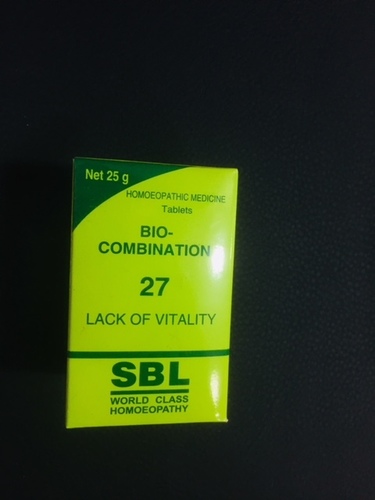 Net 25 g
HOMOEOPATHIC MEDICINE
Tablets
BIO-
COMBINATION
27
LACK OF VITALITY
SBL
WORLD CLASS
HOMOEOPATHY